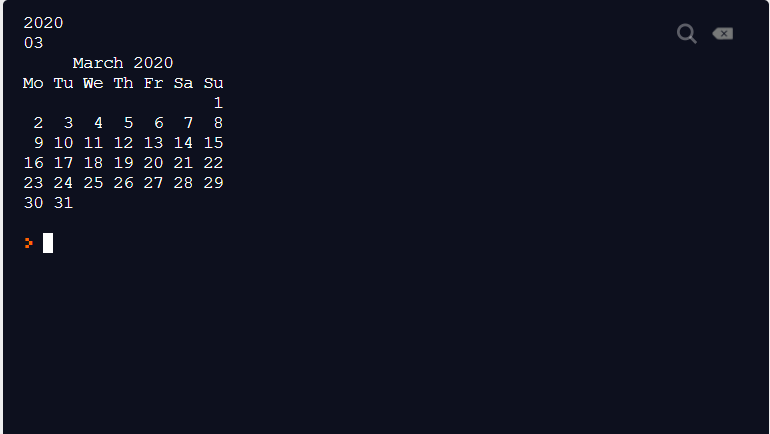 2020
03
     March 2020
Mo Tu We Th Fr Sa Su
                   1
 2  3  4  5  6  7  8
 9 10 11 12 13 14 15
16 17 18 19 20 21 22
23 24 25 26 27 28 29
30 31
>